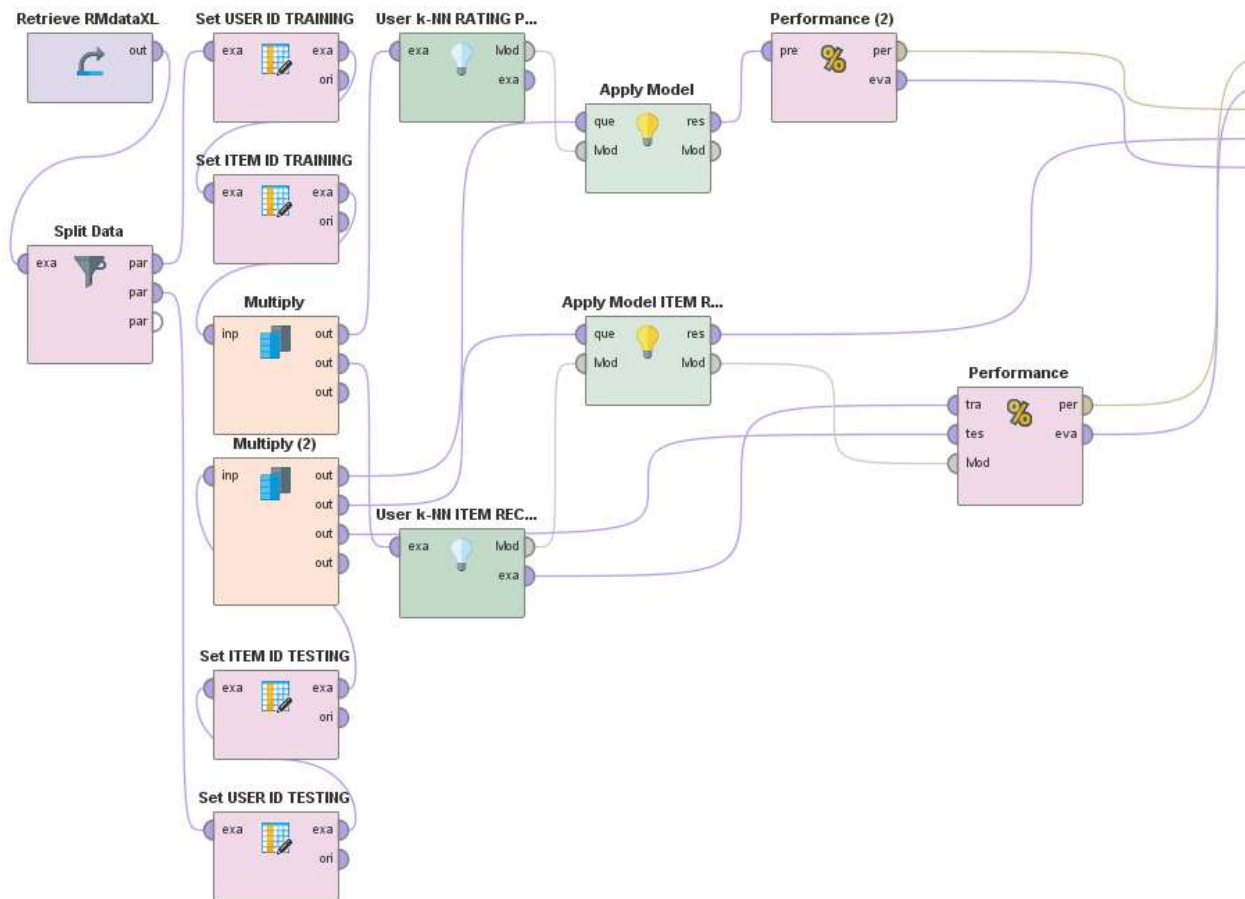 Retrieve RMdataXL
out
Set USER ID TRAINING
exa exa
ori
User k-NN RATING P...
exa Mod
exa
Performance (2)
pre % per
eva
Apply Model
que res
Mod Mod
Set ITEM ID TRAINING
exa exa
ori
Split Data
exa par
par
par
Multiply
inp out
out
out
Apply Model ITEM R...
que res
Mod Mod
Performance
tra % per
tes eva
Mod
Multiply (2)
inp out
out
out
out
User k-NN ITEM REC...
exa Mod
exa
Set ITEM ID TESTING
exa exa
ori
Set USER ID TESTING
exa exa
ori